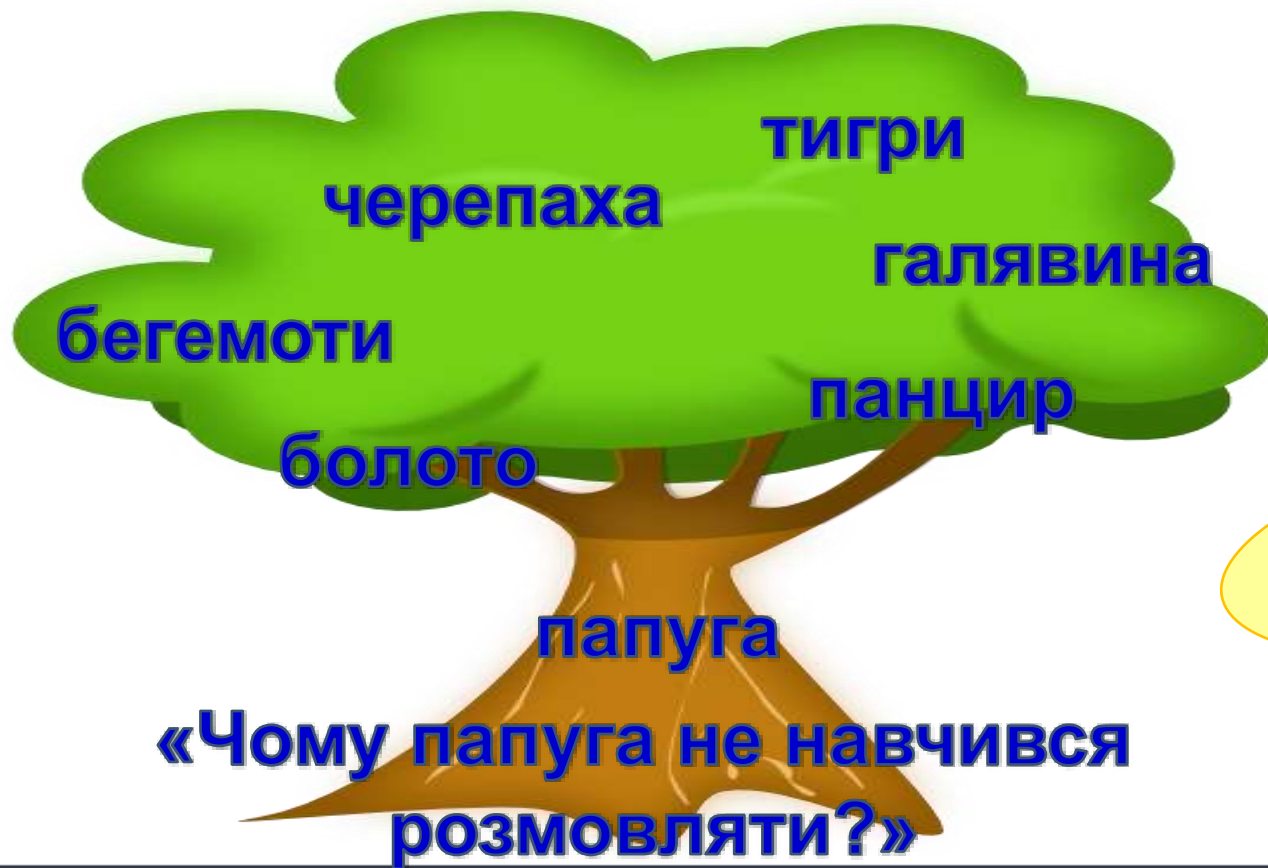 тигри
черепаха
галявина
бегемоти
панцир
болото
папуга
«Чому папуга не навчився
розмовляти?»